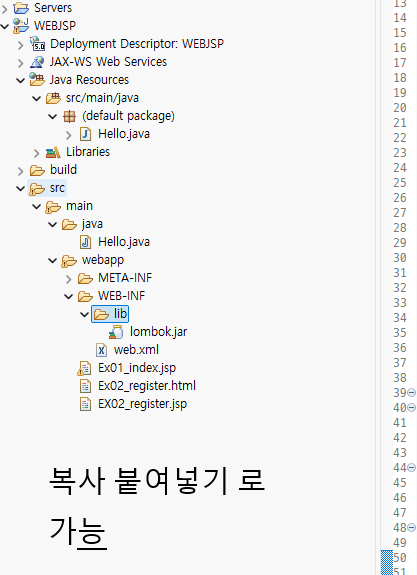 Servers
WEBJSP
Deployment Descriptor: WEBJSP
JAX-WS Web Services
Java Resources
src/main/java
(default package)
Hello.java
Libraries
build
src
main
java
Hello.java
webapp
META-INF
WEB-INF
lib
lombok.jar
web.xml
Ex01_index.jsp
Ex02_register.html
EX02_register.jsp
복사 붙여넣기 로
가능
13
14
15
16
17
18
19
20
21
22
23
24
25
26
27
28
29
30
31
32
33
34
35
36
37
38
39
40
41
42
43
44
45
46
47
48
49
50
51